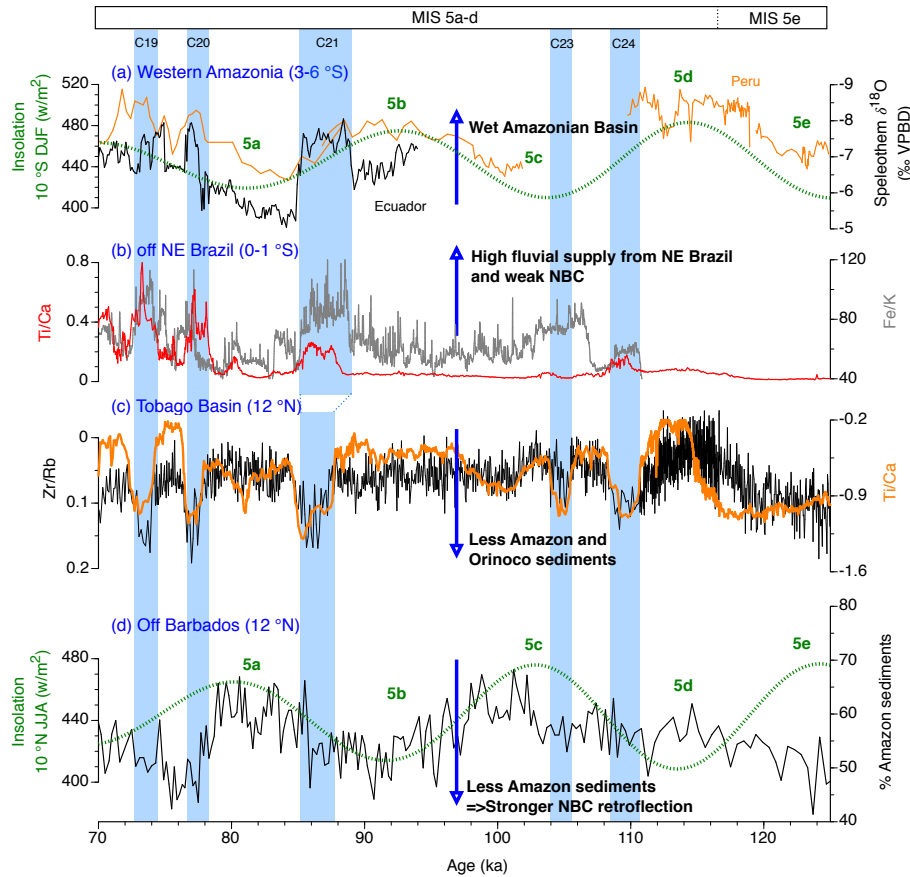 MIS 5a-d
MIS 5e
C19
C20
C21
C23
C24
(a) Western Amazonia (3-6 °S)
Insolation
10 °S DJF (w/m²)
520
480
440
400
5a
5b
5c
5d
5e
Wet Amazonian Basin
Ecuador
Peru
-9
-8
-7
-6
-5
Speleothem δ¹⁸O
(‰ VPBD)
(b) off NE Brazil (0-1 °S)
Ti/Ca
0.8
0.4
0
High fluvial supply from NE Brazil
and weak NBC
120
80
40
Fe/K
(c) Tobago Basin (12 °N)
Zr/Rb
0
0.1
0.2
Less Amazon and
Orinoco sediments
-0.2
-0.9
-1.6
Ti/Ca
(d) Off Barbados (12 °N)
Insolation
10 °N JJA (w/m²)
480
440
400
5a
5b
5c
5d
5e
Less Amazon sediments
=>Stronger NBC retroflection
80
70
60
50
40
% Amazon sediments
70
80
90
100
110
120
Age (ka)